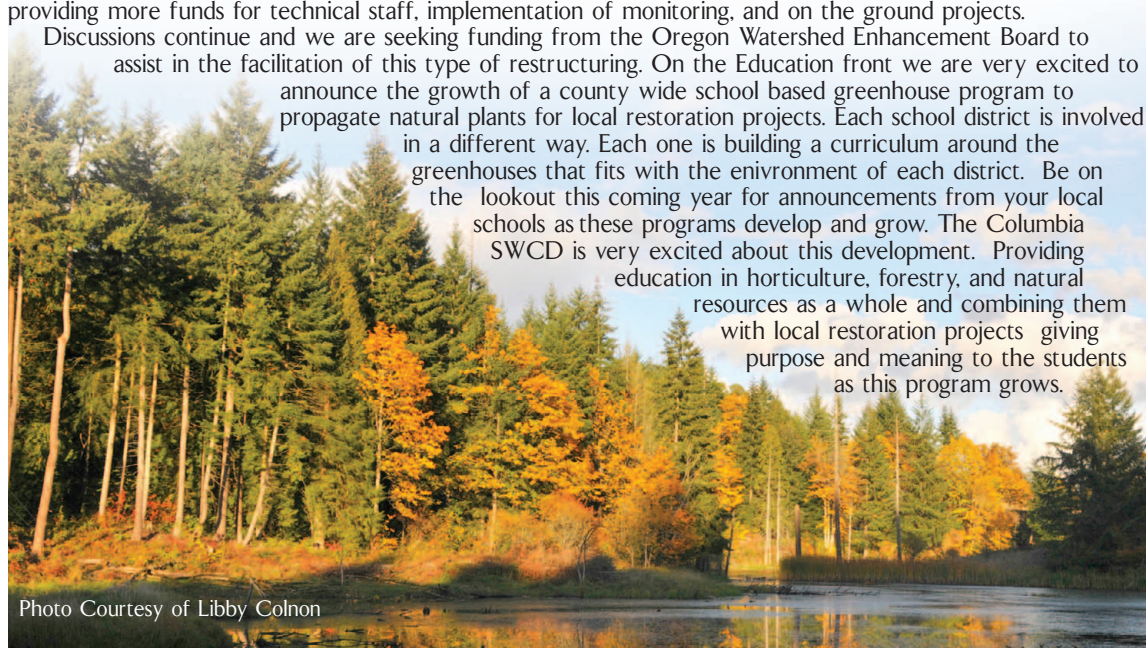 providing more funds for technical staff, implementation of monitoring, and on the ground projects.
Discussions continue and we are seeking funding from the Oregon Watershed Enhancement Board to
assist in the facilitation of this type of restructuring. On the Education front we are very excited to
announce the growth of a county wide school based greenhouse program to
propagate natural plants for local restoration projects. Each school district is involved
in a different way. Each one is building a curriculum around the
greenhouses that fits with the enivronment of each district. Be on
the lookout this coming year for announcements from your local
schools as these programs develop and grow. The Columbia
SWCD is very excited about this development. Providing
education in horticulture, forestry, and natural
resources as a whole and combining them
with local restoration projects giving
purpose and meaning to the students
as this program grows.
Photo Courtesy of Libby Colnon